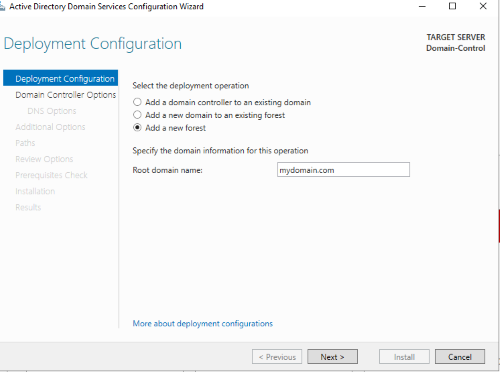 Active Directory Domain Services Configuration Wizard
Deployment Configuration
TARGET SERVER
Domain-Control
Deployment Configuration
Domain Controller Options
DNS Options
Additional Options
Paths
Review Options
Prerequisites Check
Installation
Results
Select the deployment operation
Add a domain controller to an existing domain
Add a new domain to an existing forest
Add a new forest
Specify the domain information for this operation
Root domain name: mydomain.com
More about deployment configurations
< Previous Next > Install Cancel